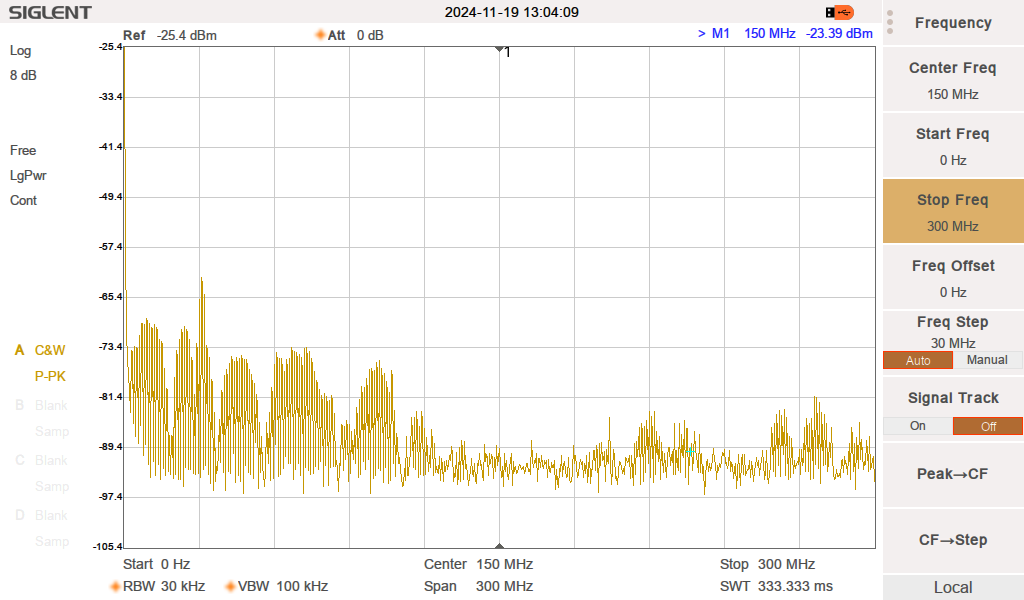 SIGLENT
2024-11-19 13:04:09
Frequency
Ref -25.4 dBm
Att 0 dB
> M1 150 MHz -23.39 dBm
Log
8 dB
Free
LgPwr
Cont
A C&W
P-PK
B Blank
Samp
C Blank
Samp
D Blank
Samp
-25.4
-33.4
-41.4
-49.4
-57.4
-65.4
-73.4
-81.4
-89.4
-97.4
-105.4
1
Start 0 Hz
Center 150 MHz
Stop 300 MHz
RBW 30 kHz
VBW 100 kHz
Span 300 MHz
SWT 333.333 ms
Center Freq
150 MHz
Start Freq
0 Hz
Stop Freq
300 MHz
Freq Offset
0 Hz
Freq Step
30 MHz
Auto Manual
Signal Track
On Off
Peak→CF
CF→Step
Local